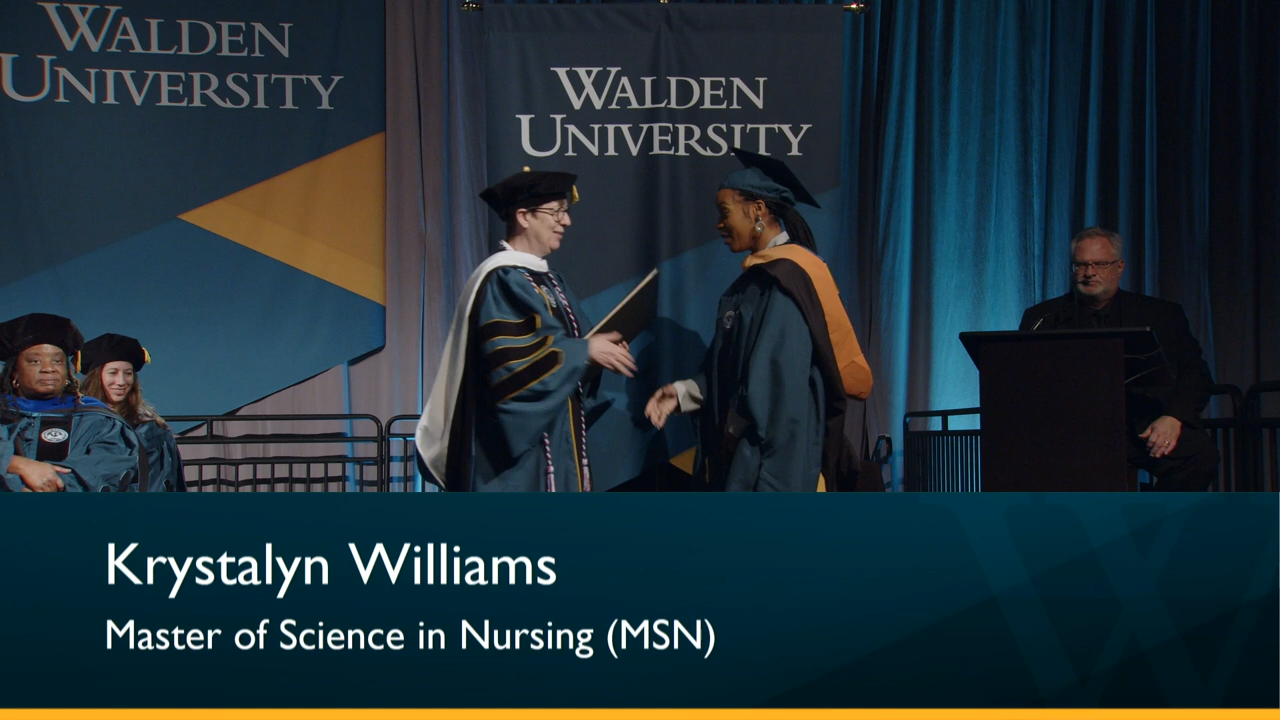 WALDEN
UNIVERSITY
WALDEN
UNIVERSITY
Krystalyn Williams
Master of Science in Nursing (MSN)